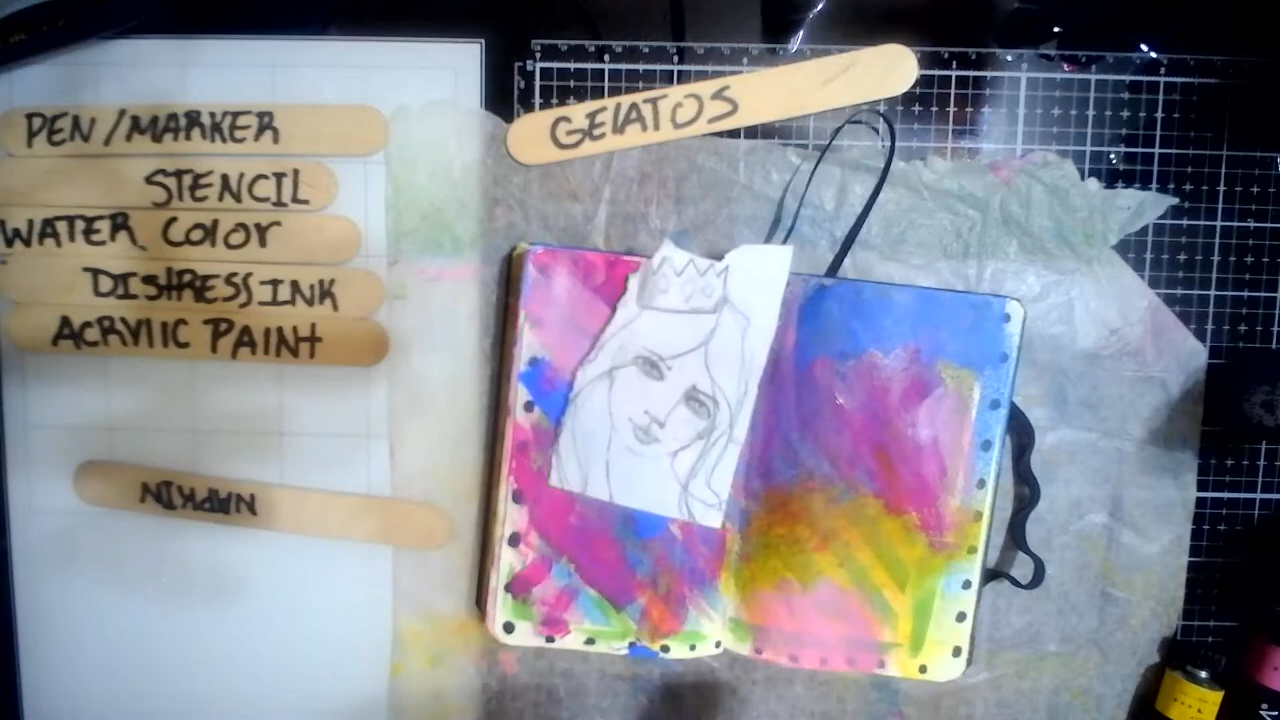 GELATOS
PEN/MARKER
STENCIL
WATER COlOR
DISTRESS INK
ACRYlIC PAINt
NAPKIN